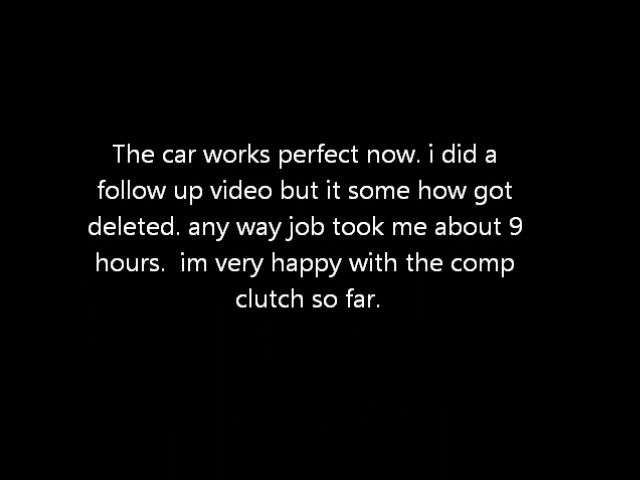 The car works perfect now. i did a
follow up video but it some how got
deleted. any way job took me about 9
hours.  im very happy with the comp
clutch so far.